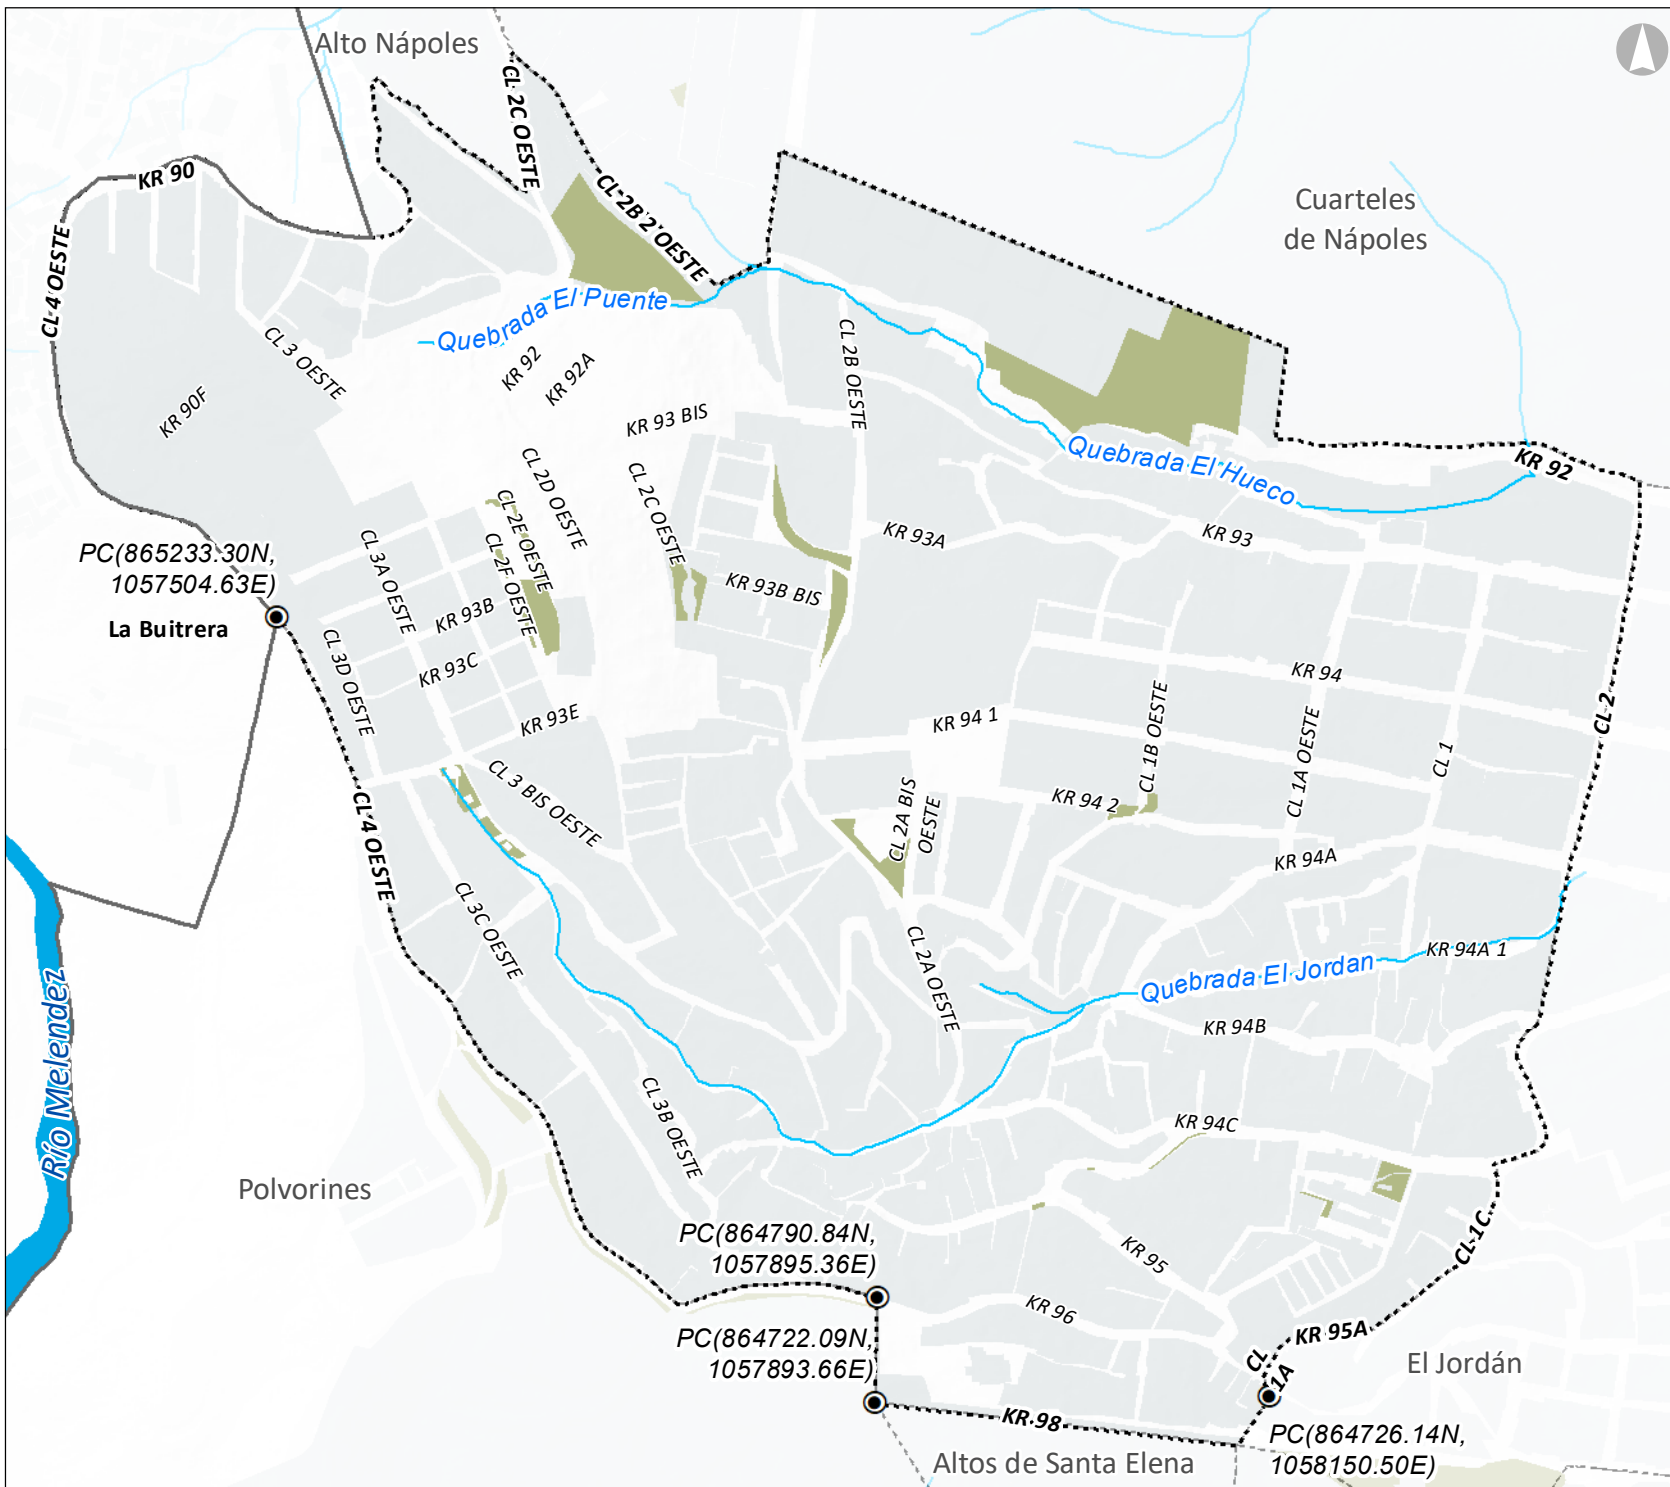 Alto Nápoles
CL 2C OESTE
KR 90
CL 2B 2 OESTE
Cuarteles
de Nápoles
CL 4 OESTE
Quebrada El Puente
CL 3 OESTE
KR 92
KR 92A
CL 2B OESTE
KR 90F
KR 93 BIS
Quebrada El Hueco
KR 92
CL 2D OESTE
CL 2C OESTE
CL 2E OESTE
CL 2F OESTE
KR 93A
KR 93
CL 3A OESTE
PC(865233.30N,
1057504.63E)
La Buitrera
KR 93B BIS
KR 93B
KR 93C
CL 3D OESTE
KR 94
KR 93E
KR 94 1
CL 1B OESTE
CL 1A OESTE
CL 1
CL 2
CL 3 BIS OESTE
CL 4 OESTE
CL 2A BIS
OESTE
KR 94 2
KR 94A
CL 3C OESTE
CL 2A OESTE
KR 94A 1
Quebrada El Jordan
KR 94B
Río Melendez
CL 3B OESTE
KR 94C
Polvorines
PC(864790.84N,
1057895.36E)
KR 95
CL 1C
KR 96
KR 95A
PC(864722.09N,
1057893.66E)
CL
1A
El Jordán
KR 98
PC(864726.14N,
1058150.50E)
Altos de Santa Elena